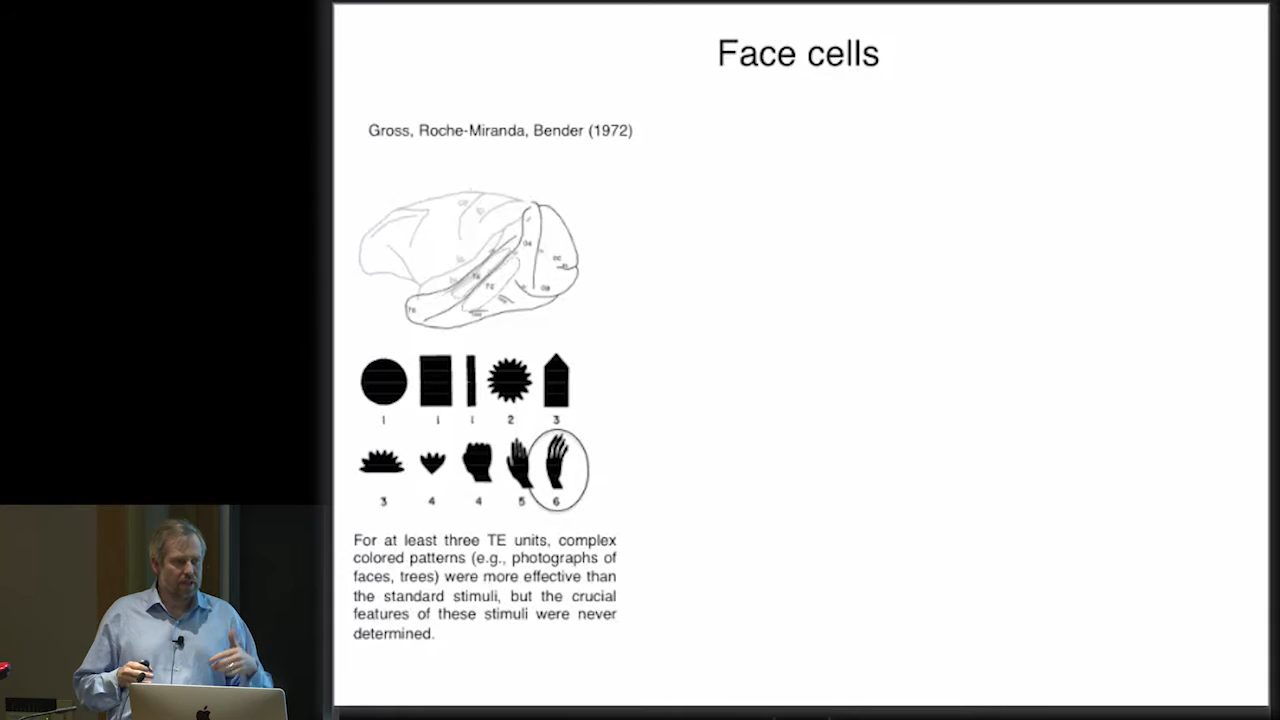 Face cells
Gross, Roche-Miranda, Bender (1972)
TE
1 1 1 2 3
3 4 4 5 6
For at least three TE units, complex
colored patterns (e.g., photographs of
faces, trees) were more effective than
the standard stimuli, but the crucial
features of these stimuli were never
determined.